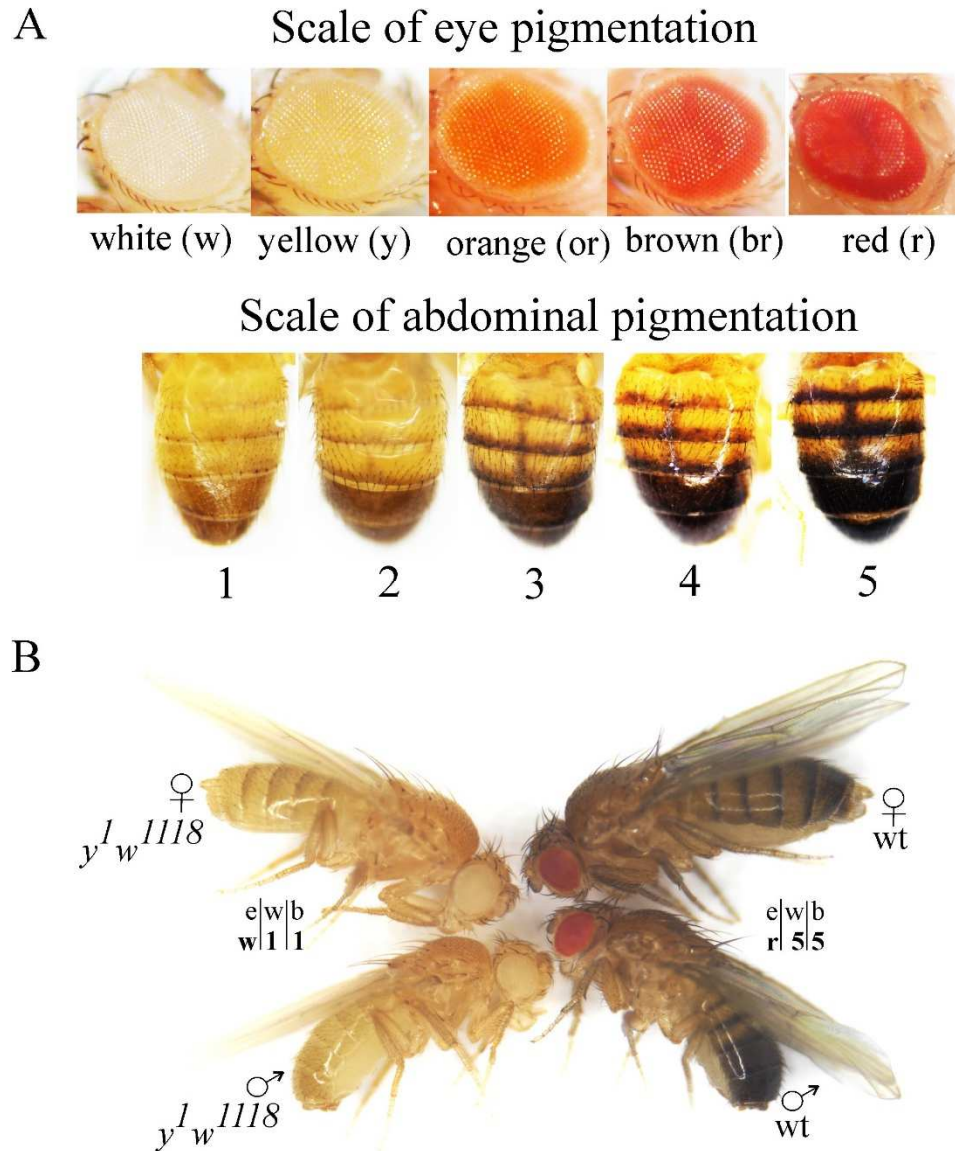 A
Scale of eye pigmentation
white (w) yellow (y) orange (or) brown (br) red (r)
Scale of abdominal pigmentation
1 2 3 4 5
B
♀
y¹w¹¹¹⁸
♀
wt
e|w|b
w|1|1
e|w|b
r|5|5
♂
y¹w¹¹¹⁸
♂
wt